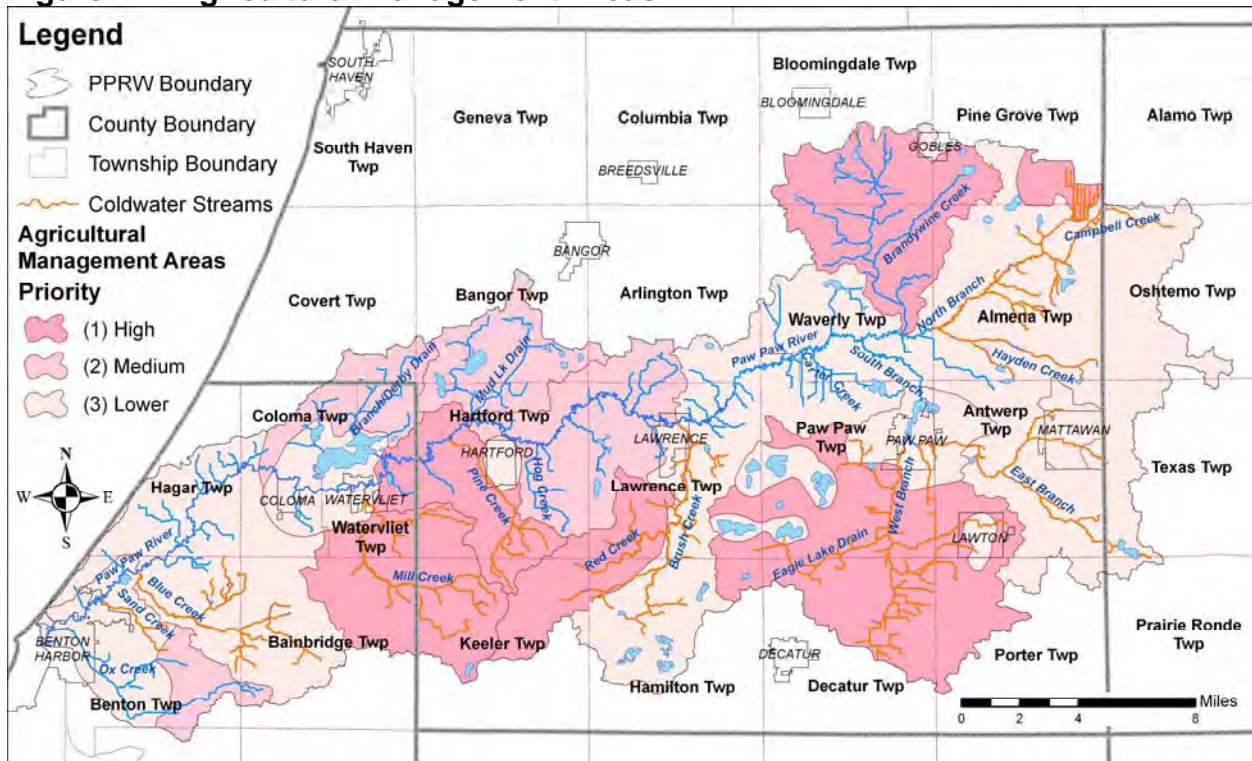 Legend
PPRW Boundary
County Boundary
Township Boundary
Coldwater Streams
Agricultural
Management Areas
Priority
(1) High
(2) Medium
(3) Lower
N
W
E
S
SOUTH
HAVEN
South Haven
Twp
Geneva Twp
Columbia Twp
Bloomingdale Twp
BLOOMINGDALE
Pine Grove Twp
Alamo Twp
GOBLES
BREEDSVILLE
BANGOR
Covert Twp
Bangor Twp
Arlington Twp
Waverly Twp
Almena Twp
Oshtemo Twp
Brandywine Creek
Campbell Creek
North Branch
Hayden Creek
South Branch
Paw Paw River
Carter Creek
Coloma Twp
Branch/Derby Drain
Mud Lk Drain
Hartford Twp
HARTFORD
Hog Creek
Pine Creek
LAWRENCE
Lawrence Twp
Paw Paw
Twp
PAW PAW
Antwerp
Twp
MATTAWAN
Texas Twp
East Branch
West Branch
LAWTON
Eagle Lake Drain
Brush Creek
Red Creek
Hagar Twp
COLOMA
WATERVLIET
Watervliet
Twp
Mill Creek
Paw Paw River
Blue Creek
Sand Creek
Bainbridge Twp
Keeler Twp
BENTON
HARBOR
Ox Creek
Benton Twp
Hamilton Twp
DECATUR
Decatur Twp
Porter Twp
Prairie Ronde
Twp
Miles
0 2 4 8